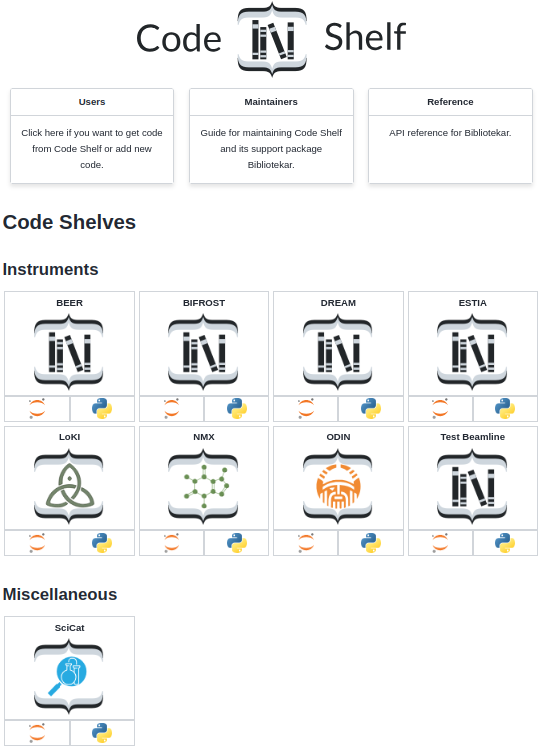 Code Shelf
Users
Click here if you want to get code
from Code Shelf or add new
code.
Maintainers
Guide for maintaining Code Shelf
and its support package
Bibliotekar.
Reference
API reference for Bibliotekar.
Code Shelves
Instruments
BEER
BIFROST
DREAM
ESTIA
LoKI
NMX
ODIN
Test Beamline
Miscellaneous
SciCat